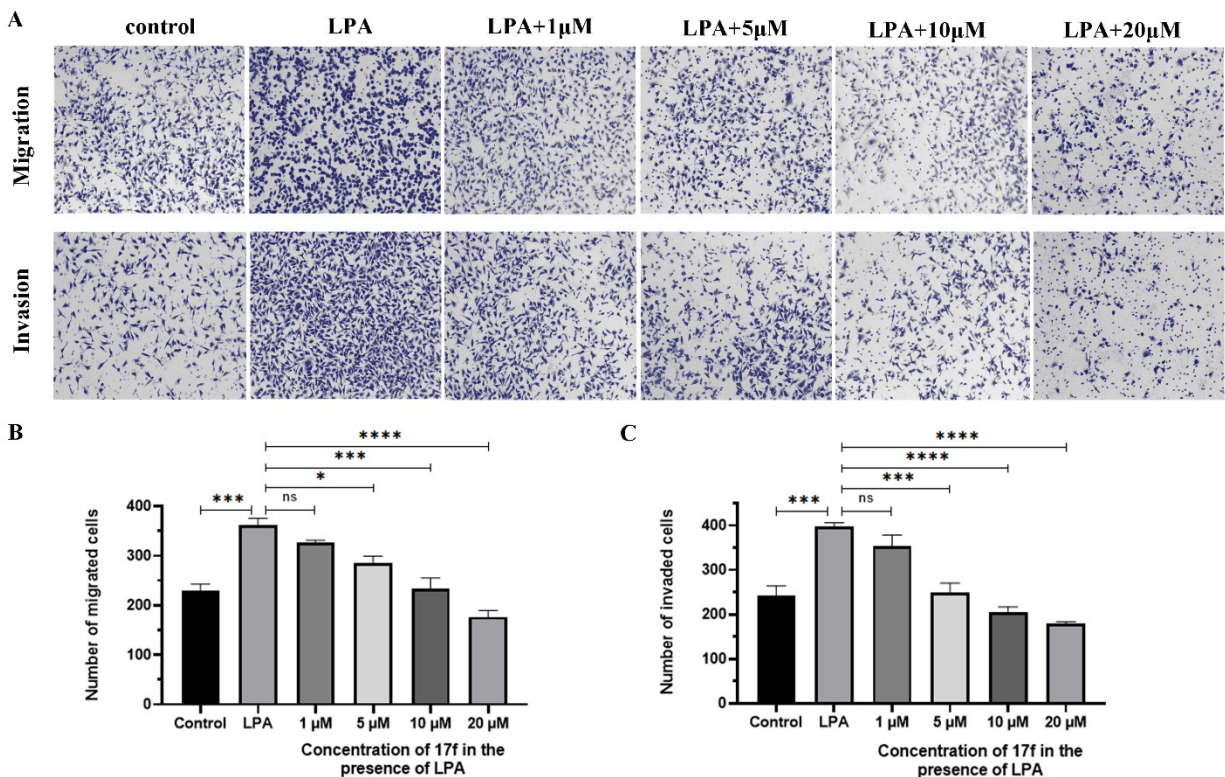 A
control LPA LPA+1μM LPA+5μM LPA+10μM LPA+20μM
Migration
Invasion
B
****
***
*
*** ns
Number of migrated cells
400
300
200
100
0
Control LPA 1 μM 5 μM 10 μM 20 μM
Concentration of 17f in the
presence of LPA
C
****
****
***
*** ns
Number of invaded cells
400
300
200
100
0
Control LPA 1 μM 5 μM 10 μM 20 μM
Concentration of 17f in the
presence of LPA